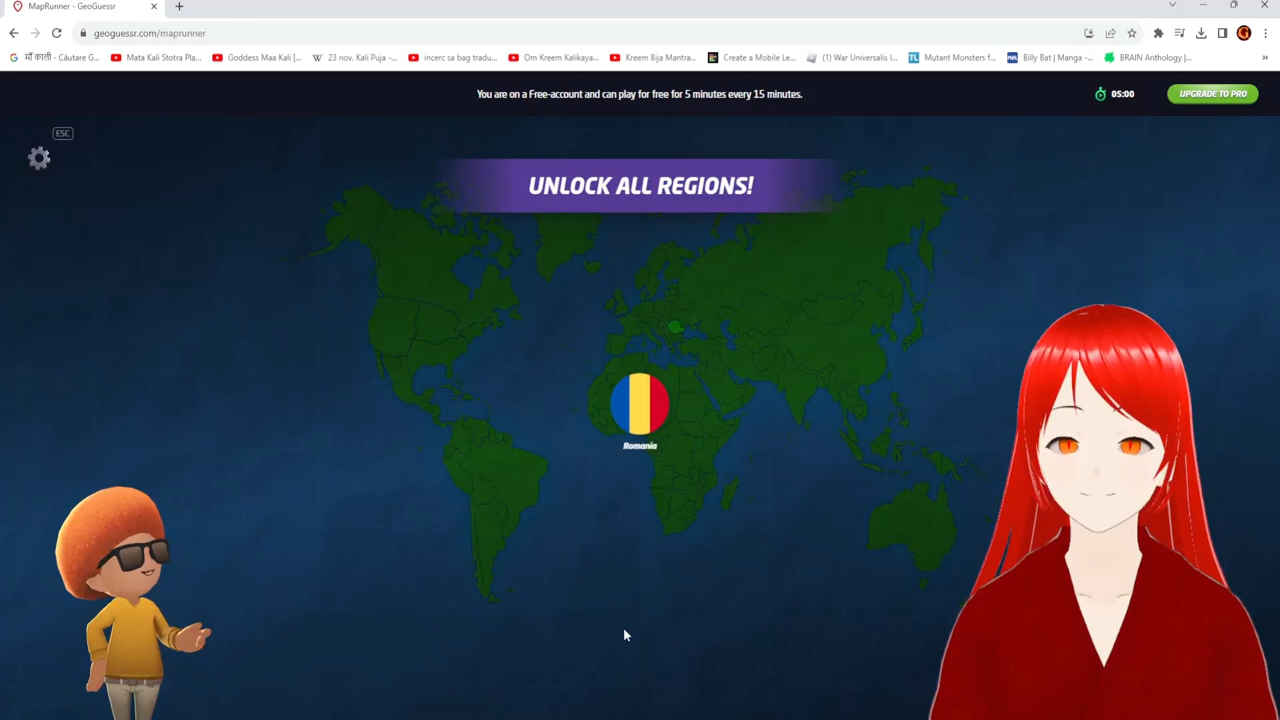 MapRunner - GeoGuessr
geoguessr.com/maprunner
माँ काली - Căutare G...
Mata Kali Stotra Pla...
Goddess Maa Kali [...
23 nov. Kali Puja -...
incerc sa bag tradu...
Om Kreem Kalikaya...
Kreem Bija Mantra...
Create a Mobile Le...
(1) War Universalis I...
Mutant Monsters f...
Billy Bat | Manga -...
BRAIN Anthology |...
You are on a Free-account and can play for free for 5 minutes every 15 minutes.
05:00
UPGRADE TO PRO
ESC
UNLOCK ALL REGIONS!
Romania